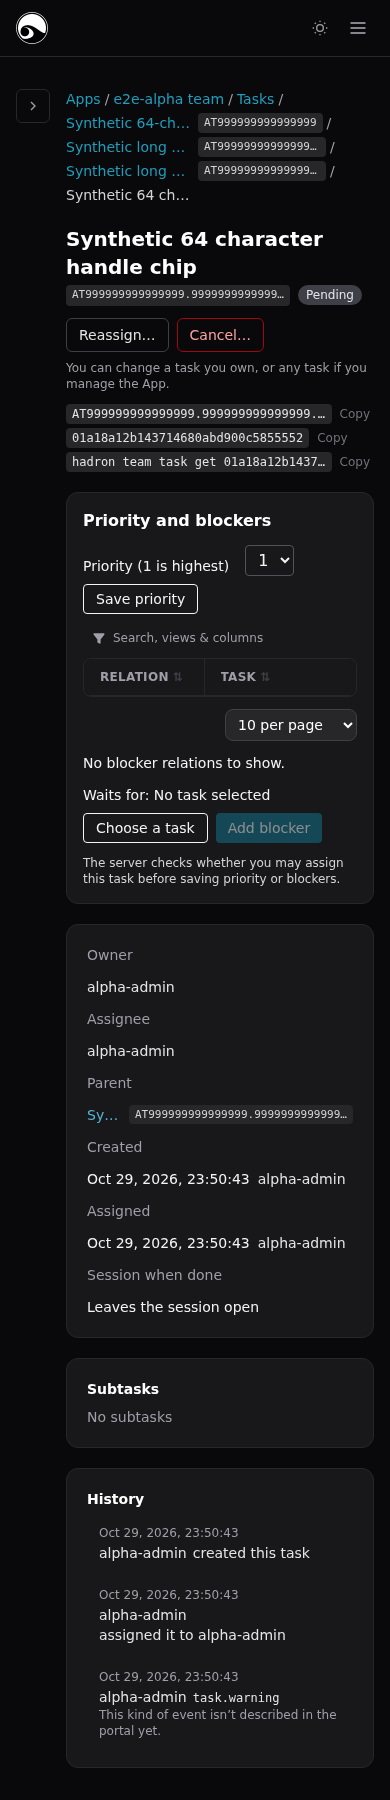 Apps / e2e-alpha team / Tasks /
Synthetic 64-ch… AT999999999999999 /
Synthetic long … AT99999999999999… /
Synthetic long … AT99999999999999… /
Synthetic 64 ch…
Synthetic 64 character
handle chip
AT999999999999999.9999999999999… Pending
Reassign… Cancel…
You can change a task you own, or any task if you
manage the App.
AT999999999999999.999999999999999.… Copy
01a18a12b143714680abd900c5855552 Copy
hadron team task get 01a18a12b1437… Copy
Priority and blockers
Priority (1 is highest) 1
Save priority
Search, views & columns
RELATION TASK
10 per page
No blocker relations to show.
Waits for: No task selected
Choose a task Add blocker
The server checks whether you may assign
this task before saving priority or blockers.
Owner
alpha-admin
Assignee
alpha-admin
Parent
Sy… AT999999999999999.9999999999999…
Created
Oct 29, 2026, 23:50:43 alpha-admin
Assigned
Oct 29, 2026, 23:50:43 alpha-admin
Session when done
Leaves the session open
Subtasks
No subtasks
History
Oct 29, 2026, 23:50:43
alpha-admin created this task
Oct 29, 2026, 23:50:43
alpha-admin
assigned it to alpha-admin
Oct 29, 2026, 23:50:43
alpha-admin task.warning
This kind of event isn’t described in the
portal yet.